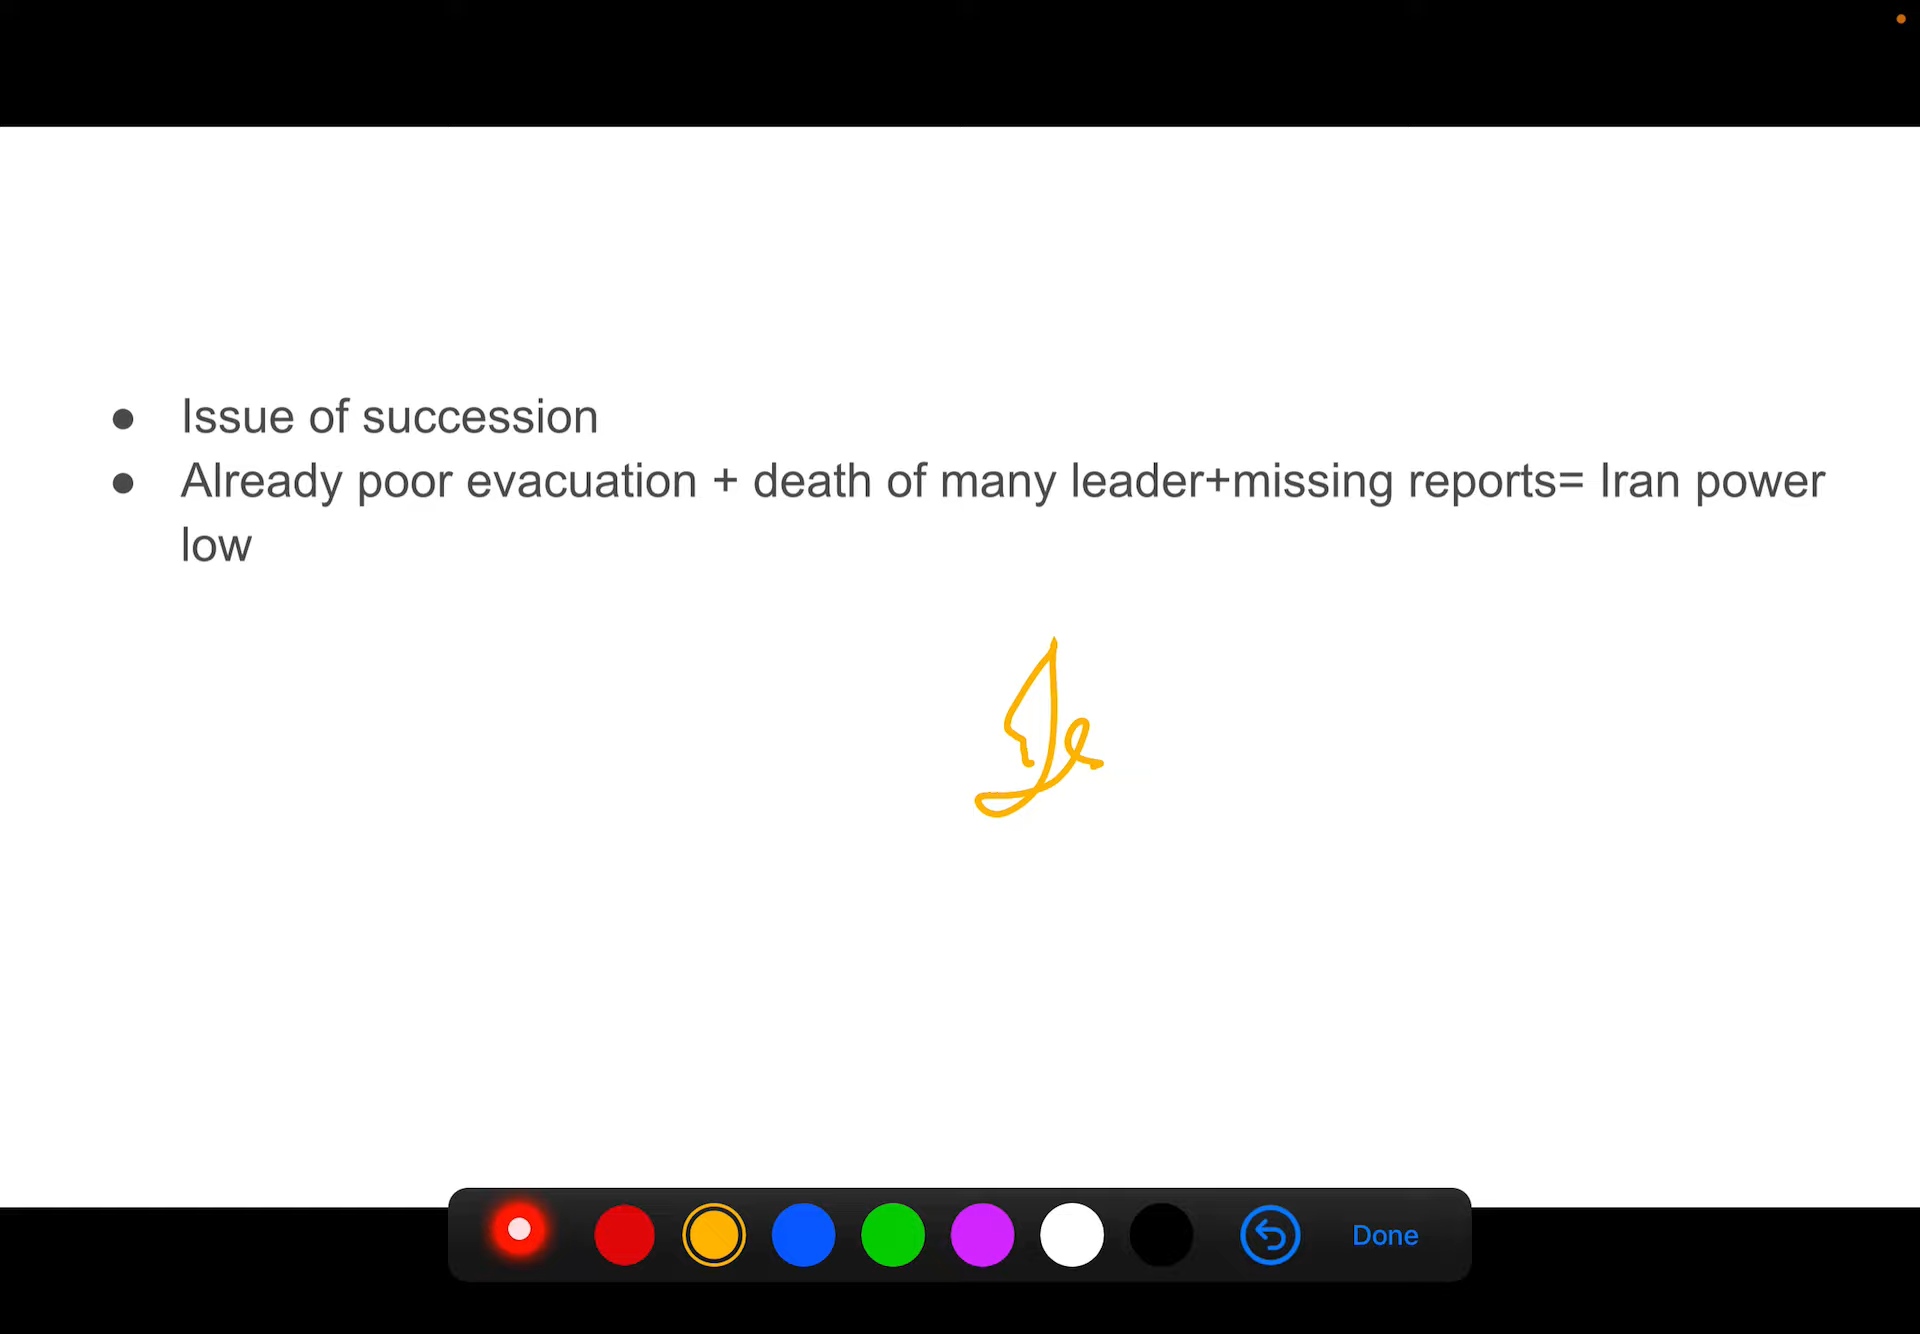 Issue of succession
Already poor evacuation + death of many leader+missing reports= Iran power
low
Done